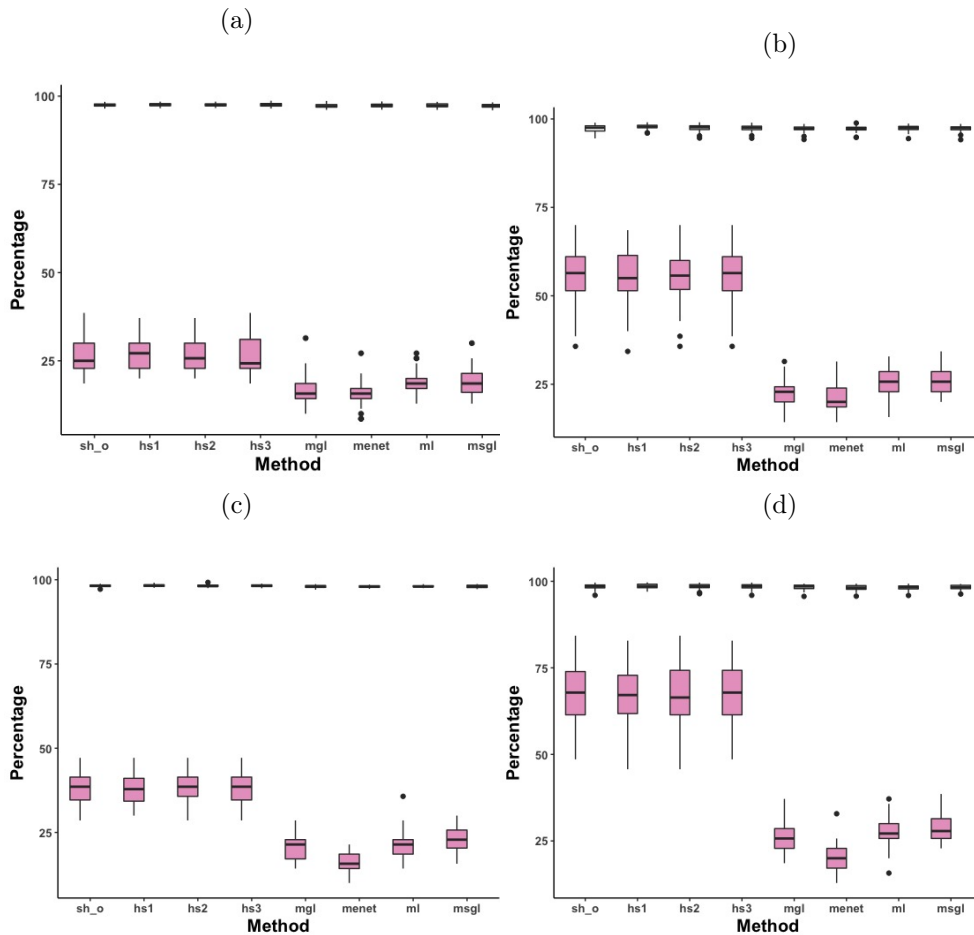 (a)
100
75
50
25
Percentage
sh_o hs1 hs2 hs3 mgl menet ml msgl
Method
(b)
100
75
50
25
Percentage
sh_o hs1 hs2 hs3 mgl menet ml msgl
Method
(c)
100
75
50
25
Percentage
sh_o hs1 hs2 hs3 mgl menet ml msgl
Method
(d)
100
75
50
25
Percentage
sh_o hs1 hs2 hs3 mgl menet ml msgl
Method